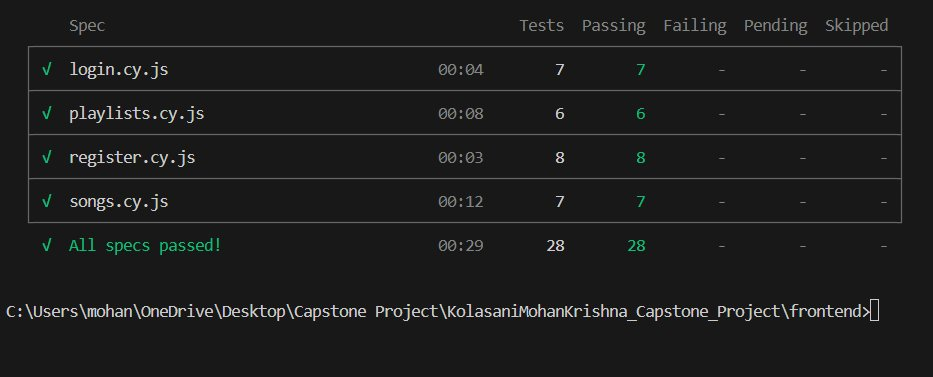 Spec Tests Passing Failing Pending Skipped
√ login.cy.js 00:04 7 7 - - -
√ playlists.cy.js 00:08 6 6 - - -
√ register.cy.js 00:03 8 8 - - -
√ songs.cy.js 00:12 7 7 - - -
√ All specs passed! 00:29 28 28 - - -
C:\Users\mohan\OneDrive\Desktop\Capstone Project\KolasaniMohanKrishna_Capstone_Project\frontend>